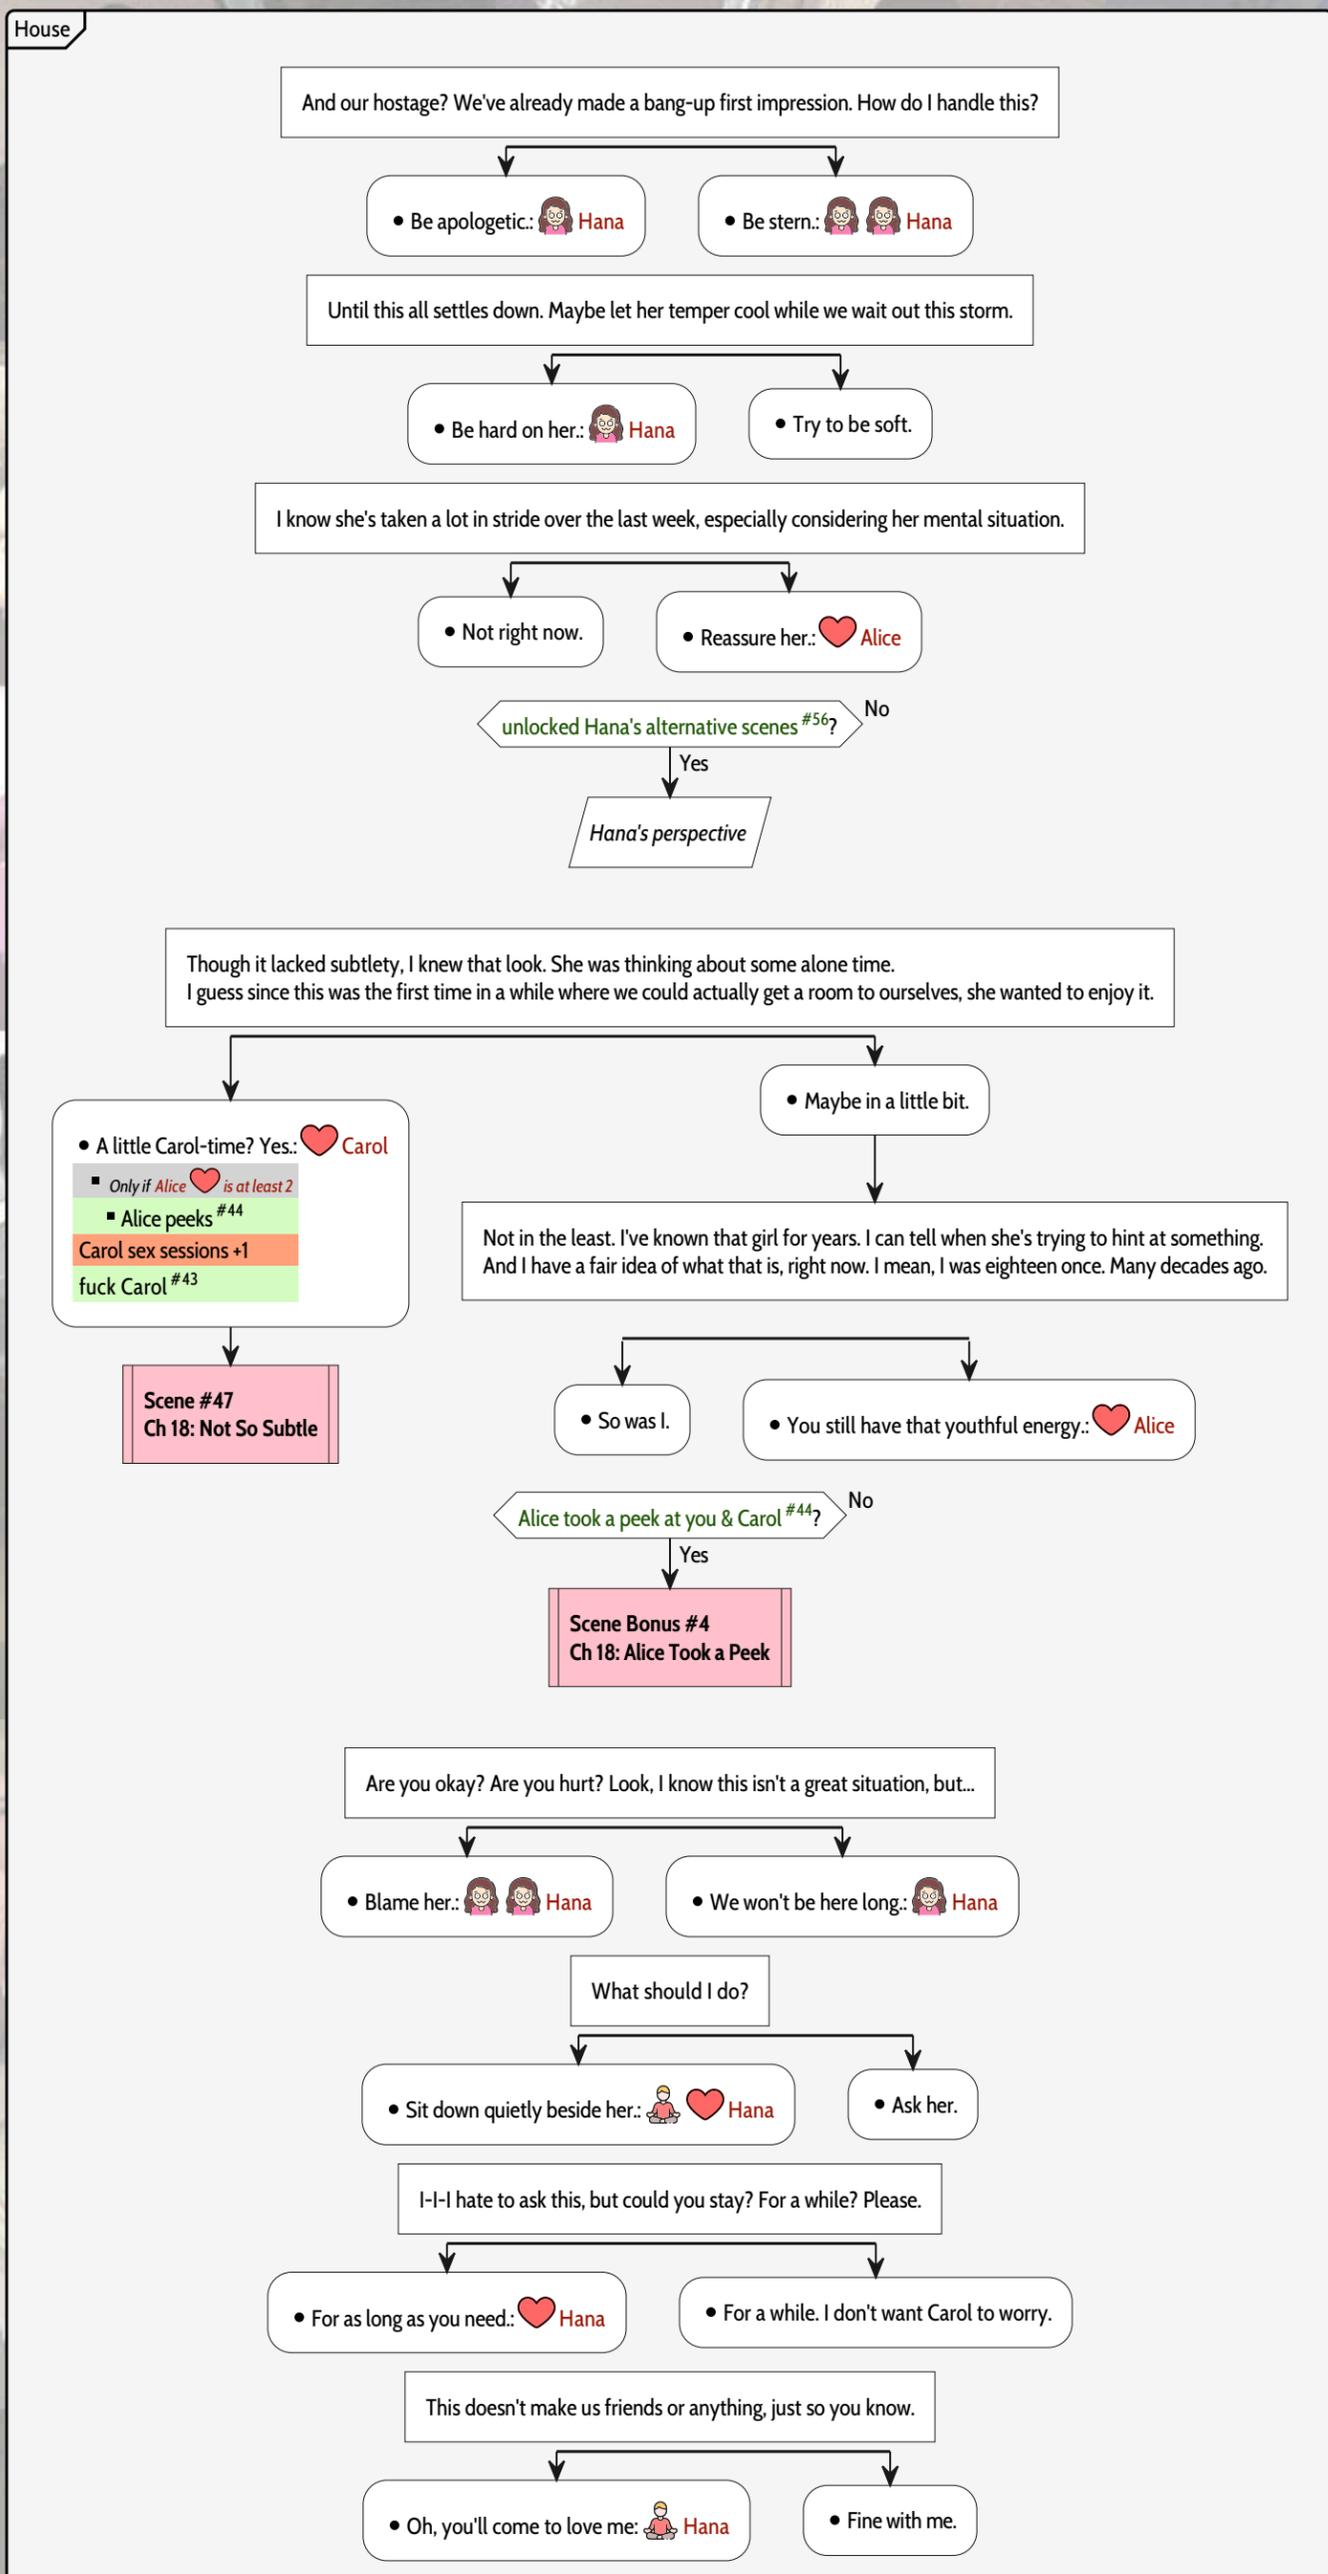 House
And our hostage? We've already made a bang-up first impression. How do I handle this?
• Be apologetic.: Hana
• Be stern.: Hana
Until this all settles down. Maybe let her temper cool while we wait out this storm.
• Be hard on her.: Hana
• Try to be soft.
I know she's taken a lot in stride over the last week, especially considering her mental situation.
• Not right now.
• Reassure her.: Alice
unlocked Hana's alternative scenes #56?
No
Yes
Hana's perspective
Though it lacked subtlety, I knew that look. She was thinking about some alone time.
I guess since this was the first time in a while where we could actually get a room to ourselves, she wanted to enjoy it.
• A little Carol-time? Yes.: Carol
▪ Only if Alice is at least 2
▪ Alice peeks #44
Carol sex sessions +1
fuck Carol #43
Scene #47
Ch 18: Not So Subtle
• Maybe in a little bit.
Not in the least. I've known that girl for years. I can tell when she's trying to hint at something.
And I have a fair idea of what that is, right now. I mean, I was eighteen once. Many decades ago.
• So was I.
• You still have that youthful energy.: Alice
Alice took a peek at you & Carol #44?
No
Yes
Scene Bonus #4
Ch 18: Alice Took a Peek
Are you okay? Are you hurt? Look, I know this isn't a great situation, but...
• Blame her.: Hana
• We won't be here long.: Hana
What should I do?
• Sit down quietly beside her.: Hana
• Ask her.
I-I-I hate to ask this, but could you stay? For a while? Please.
• For as long as you need.: Hana
• For a while. I don't want Carol to worry.
This doesn't make us friends or anything, just so you know.
• Oh, you'll come to love me: Hana
• Fine with me.